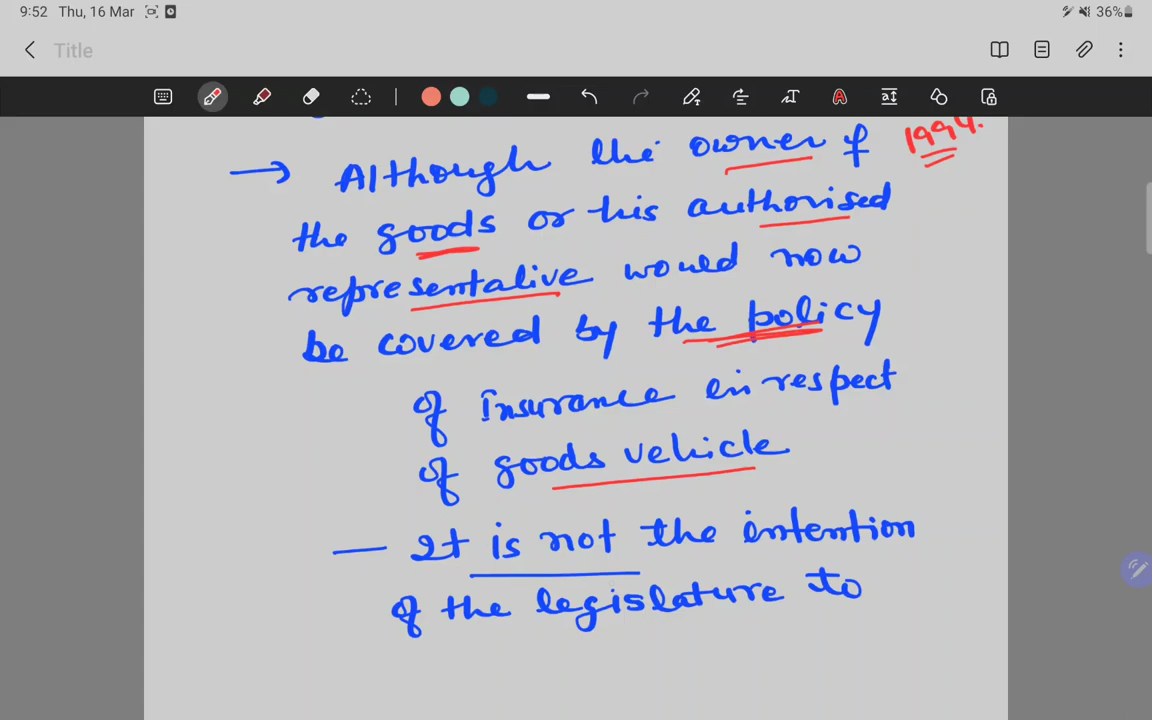 9:52 Thu, 16 Mar 36%
Title
→ Although the owner of 1994.
the goods or his authorised
representative would now
be covered by the policy
of insurance in respect
of goods vehicle
— It is not the intention
of the legislature to